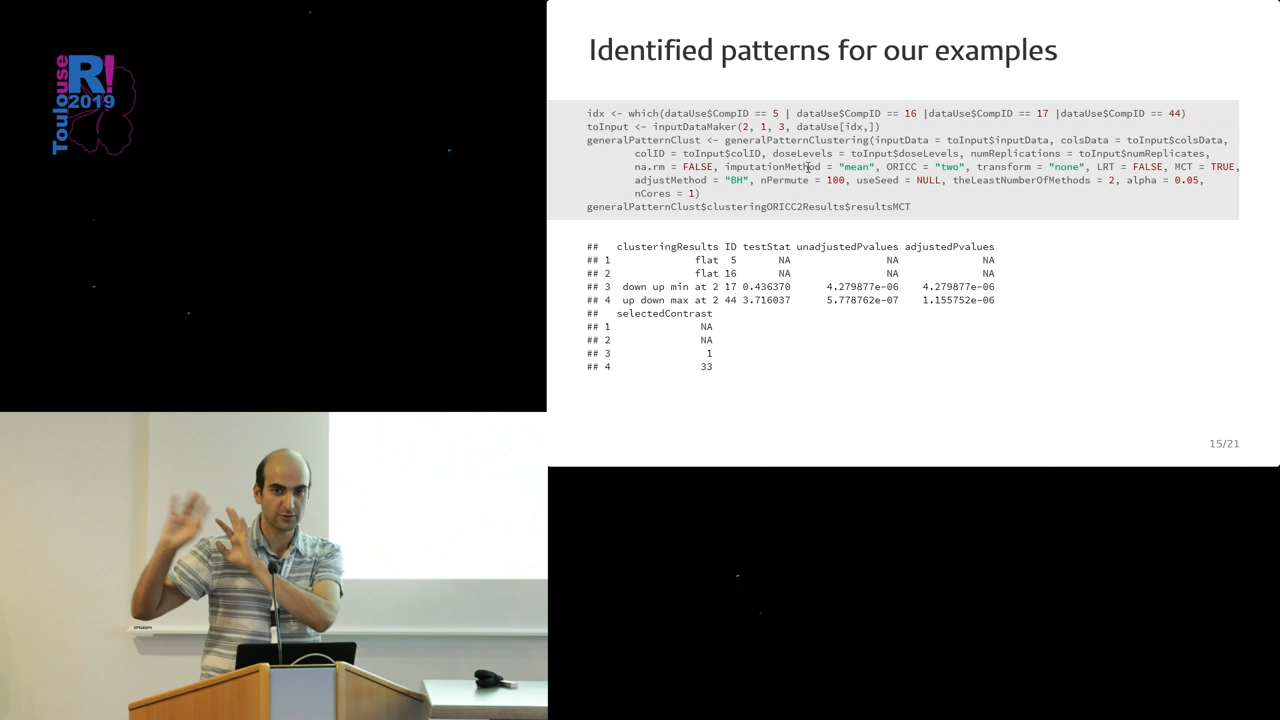 Toulouse
R!
2019
Identified patterns for our examples
idx <- which(dataUse$CompID == 5 | dataUse$CompID == 16 |dataUse$CompID == 17 |dataUse$CompID == 44)
toInput <- inputDataMaker(2, 1, 3, dataUse[idx,])
generalPatternClust <- generalPatternClustering(inputData = toInput$inputData, colsData = toInput$colsData,
colID = toInput$colID, doseLevels = toInput$doseLevels, numReplications = toInput$numReplicates,
na.rm = FALSE, imputationMethod = "mean", ORICC = "two", transform = "none", LRT = FALSE, MCT = TRUE,
adjustMethod = "BH", nPermute = 100, useSeed = NULL, theLeastNumberOfMethods = 2, alpha = 0.05,
nCores = 1)
generalPatternClust$clusteringORICC2Results$resultsMCT
## clusteringResults ID testStat unadjustedPvalues adjustedPvalues
## 1 flat 5 NA NA NA
## 2 flat 16 NA NA NA
## 3 down up min at 2 17 0.436370 4.279877e-06 4.279877e-06
## 4 up down max at 2 44 3.716037 5.778762e-07 1.155752e-06
## selectedContrast
## 1 NA
## 2 NA
## 3 1
## 4 33
15/21